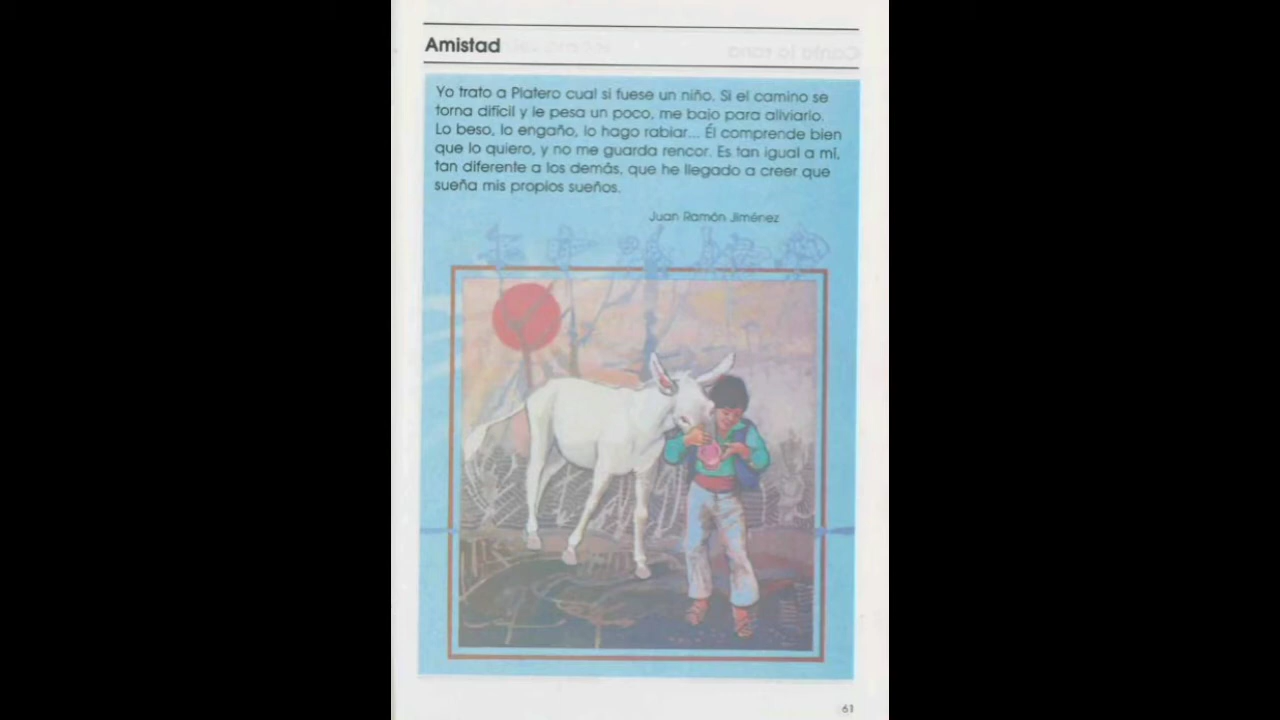 Amistad
Yo trato a Platero cual si fuese un niño. Si el camino se
torna difícil y le pesa un poco, me bajo para aliviarlo.
Lo beso, lo engaño, lo hago rabiar... Él comprende bien
que lo quiero, y no me guarda rencor. Es tan igual a mí,
tan diferente a los demás, que he llegado a creer que
sueña mis propios sueños.
Juan Ramón Jiménez
61